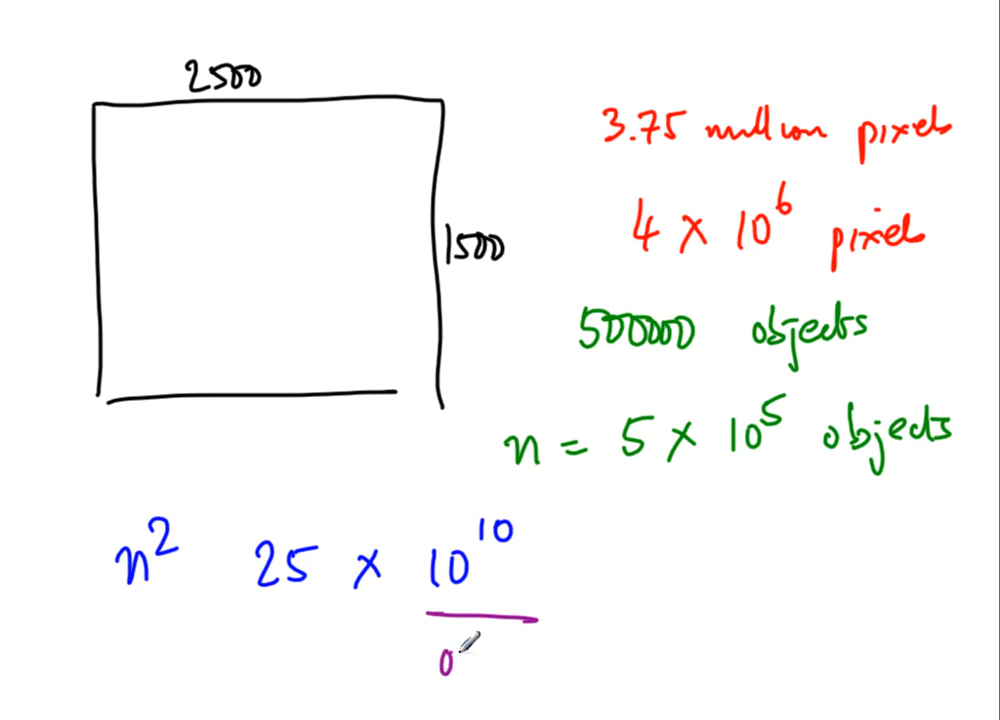 2500
1500
3.75 million pixels
4 × 10^6 pixels
500000 objects
n = 5 × 10^5 objects
n^2 25 × 10^10
0